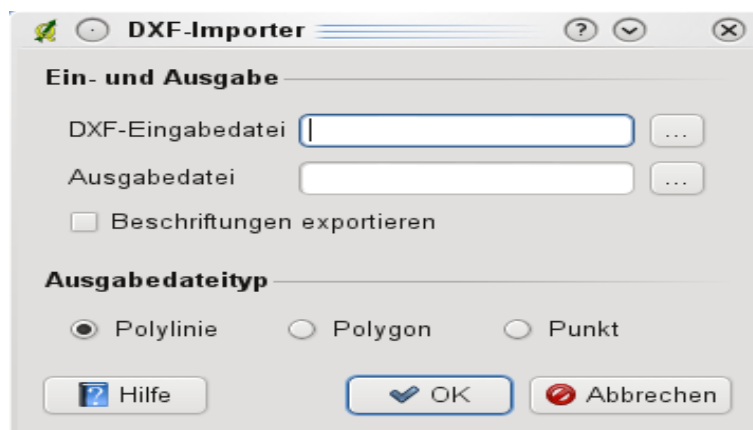 DXF-Importer
Ein- und Ausgabe
DXF-Eingabedatei ...
Ausgabedatei ...
Beschriftungen exportieren
Ausgabedateityp
Polylinie Polygon Punkt
Hilfe OK Abbrechen